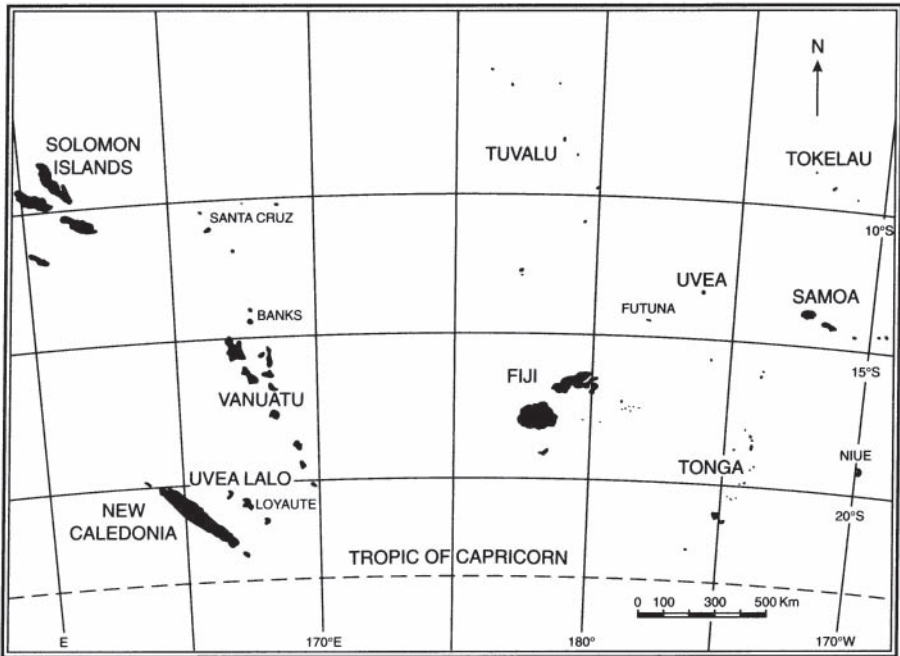 N
SOLOMON
ISLANDS
TUVALU
TOKELAU
SANTA CRUZ
10°S
UVEA
SAMOA
FUTUNA
BANKS
15°S
FIJI
VANUATU
NIUE
TONGA
UVEA LALO
LOYAUTE
NEW
CALEDONIA
20°S
TROPIC OF CAPRICORN
0 100 300 500 Km
E
170°E
180°
170°W